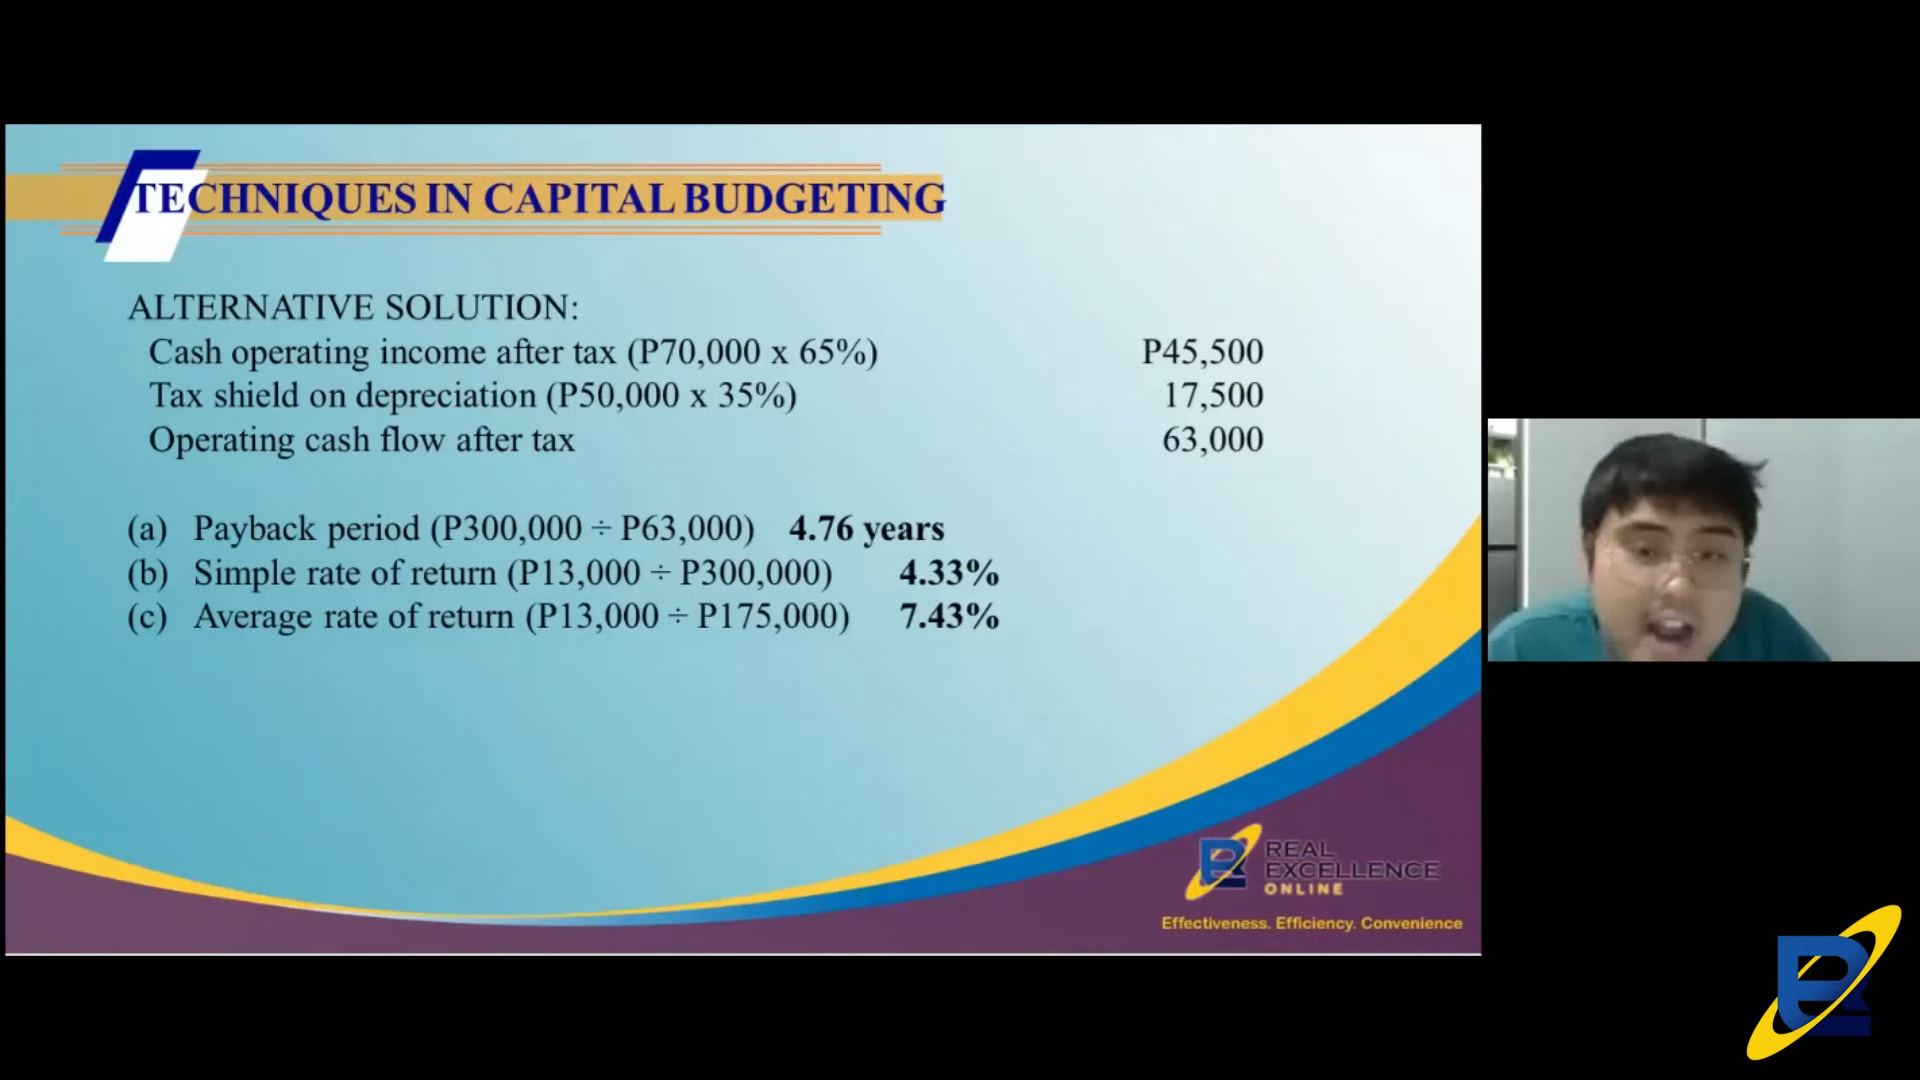 TECHNIQUES IN CAPITAL BUDGETING
ALTERNATIVE SOLUTION:
Cash operating income after tax (P70,000 x 65%) P45,500
Tax shield on depreciation (P50,000 x 35%) 17,500
Operating cash flow after tax 63,000
(a) Payback period (P300,000 ÷ P63,000) 4.76 years
(b) Simple rate of return (P13,000 ÷ P300,000) 4.33%
(c) Average rate of return (P13,000 ÷ P175,000) 7.43%
REAL
EXCELLENCE
ONLINE
Effectiveness. Efficiency. Convenience